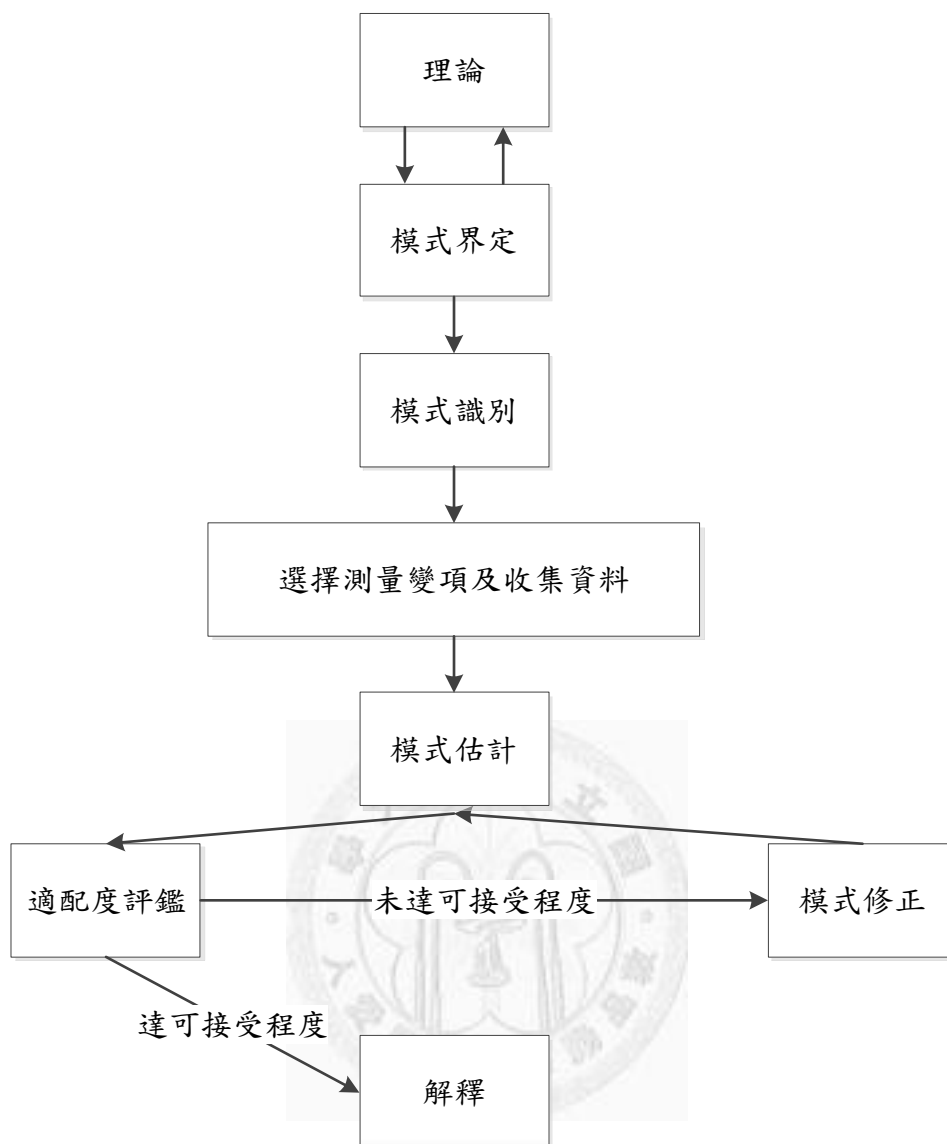 理論
模式界定
模式識別
選擇測量變項及收集資料
模式估計
適配度評鑑
未達可接受程度
模式修正
達可接受程度
解釋